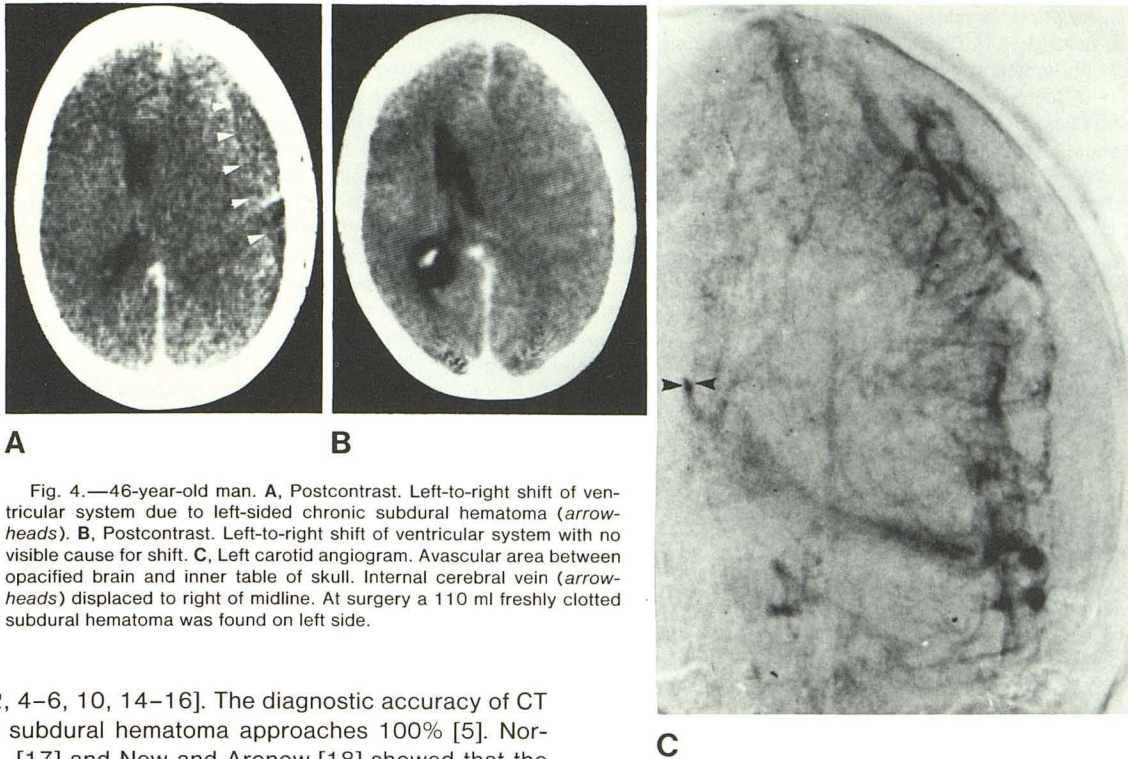 A
B
Fig. 4.—46-year-old man. A, Postcontrast. Left-to-right shift of ven-
tricular system due to left-sided chronic subdural hematoma (arrow-
heads). B, Postcontrast. Left-to-right shift of ventricular system with no
visible cause for shift. C, Left carotid angiogram. Avascular area between
opacified brain and inner table of skull. Internal cerebral vein (arrow-
heads) displaced to right of midline. At surgery a 110 ml freshly clotted
subdural hematoma was found on left side.
, 4–6, 10, 14–16]. The diagnostic accuracy of CT
subdural hematoma approaches 100% [5]. Nor-
[17] and New and Aronow [18] showed that the
C